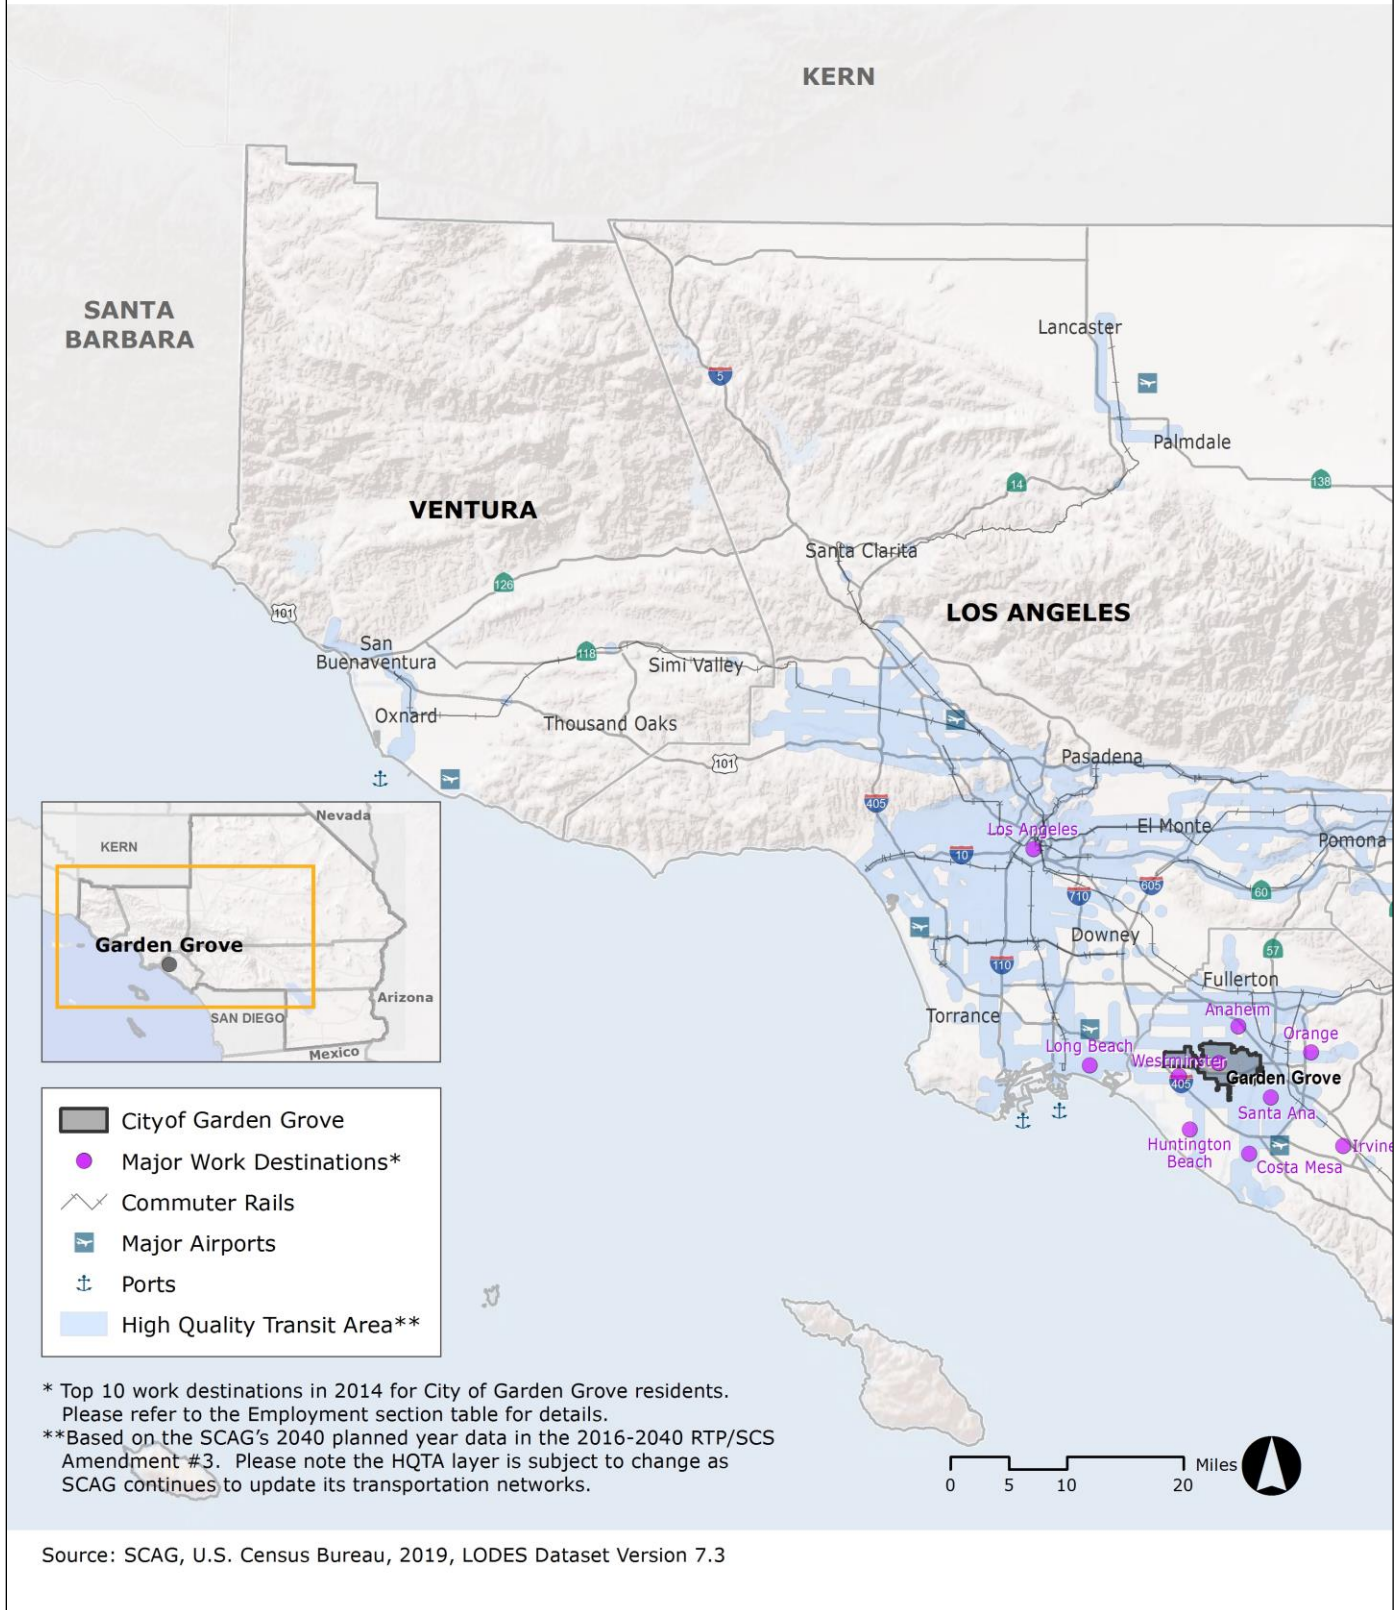 KERN
SANTA
BARBARA
Lancaster
5
Palmdale
14
138
VENTURA
Santa Clarita
126
101
LOS ANGELES
San
Buenaventura
118
Simi Valley
Oxnard
Thousand Oaks
101
Pasadena
405
Los Angeles
El Monte
Pomona
10
605
710
60
Downey
57
110
Fullerton
Anaheim
Torrance
Orange
Long Beach
Westminster
Garden Grove
405
Santa Ana
Huntington
Beach
Irvine
Costa Mesa
Nevada
KERN
Garden Grove
Arizona
SAN DIEGO
Mexico
City of Garden Grove
Major Work Destinations*
Commuter Rails
Major Airports
Ports
High Quality Transit Area**
* Top 10 work destinations in 2014 for City of Garden Grove residents.
Please refer to the Employment section table for details.
**Based on the SCAG's 2040 planned year data in the 2016-2040 RTP/SCS
Amendment #3. Please note the HQTA layer is subject to change as
SCAG continues to update its transportation networks.
0 5 10 20 Miles
Source: SCAG, U.S. Census Bureau, 2019, LODES Dataset Version 7.3